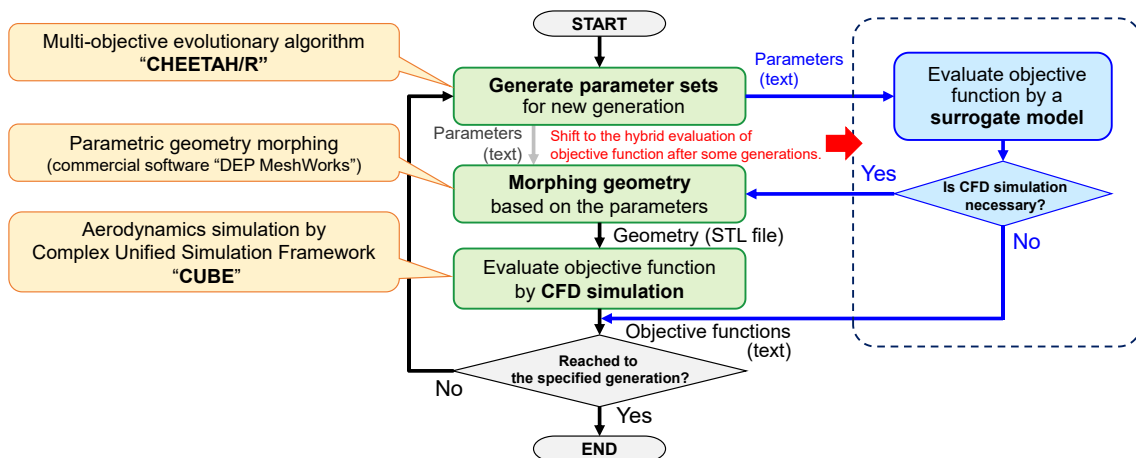 START
Multi-objective evolutionary algorithm
“CHEETAH/R”
Generate parameter sets
for new generation
Parameters
(text)
Evaluate objective
function by a
surrogate model
Parameters
(text)
Shift to the hybrid evaluation of
objective function after some generations.
Parametric geometry morphing
(commercial software “DEP MeshWorks”)
Morphing geometry
based on the parameters
Yes
Is CFD simulation
necessary?
No
Geometry (STL file)
Aerodynamics simulation by
Complex Unified Simulation Framework
“CUBE”
Evaluate objective function
by CFD simulation
Objective functions
(text)
Reached to
the specified generation?
No
Yes
END